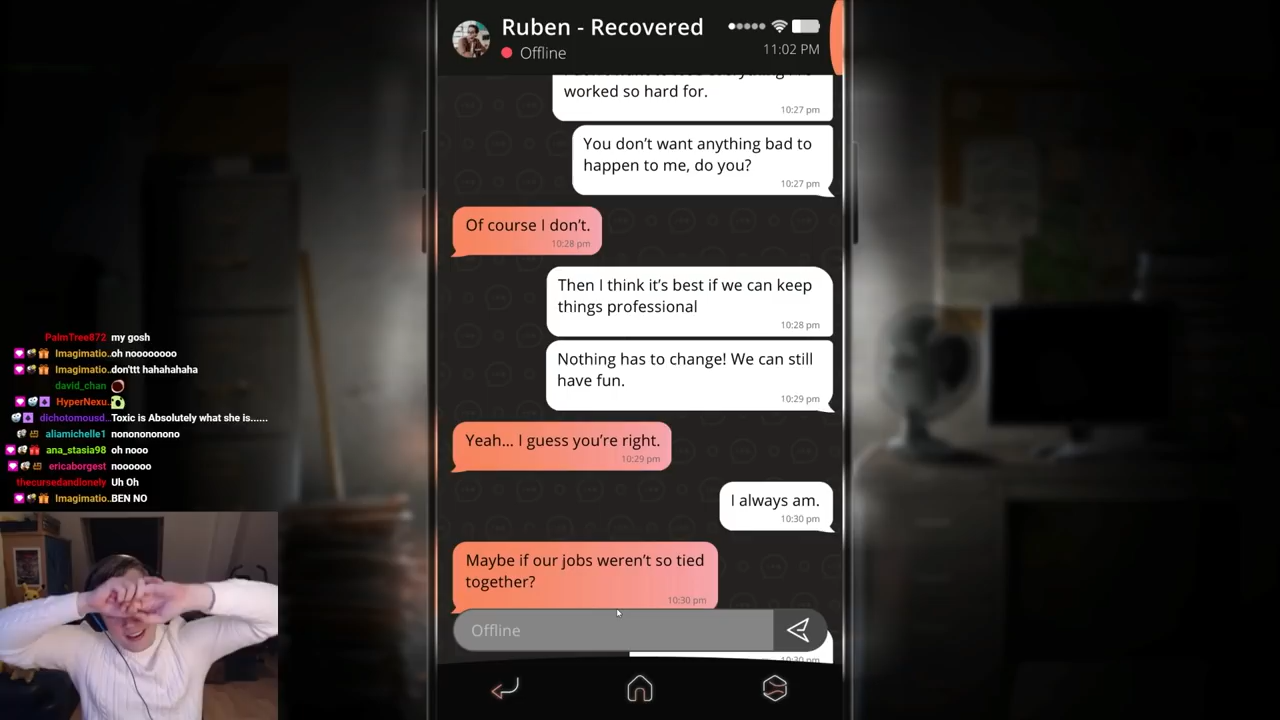 Ruben - Recovered
Offline
11:02 PM
worked so hard for.
10:27 pm
You don't want anything bad to
happen to me, do you?
10:27 pm
Of course I don't.
10:28 pm
Then I think it's best if we can keep
things professional
10:28 pm
Nothing has to change! We can still
have fun.
10:29 pm
Yeah... I guess you're right.
10:29 pm
I always am.
10:30 pm
Maybe if our jobs weren't so tied
together?
10:30 pm
Offline
10:30 pm
PalmTree872 my gosh
Imagimatio.. oh noooooooo
Imagimatio.. don'ttt hahahahaha
david_chan
HyperNexu..
dichotomousd.. Toxic is Absolutely what she is......
aliamichelle1 nonononono
ana_stasia98 oh nooo
ericaborgest noooooo
thecursedandlonely Uh Oh
Imagimatio.. BEN NO